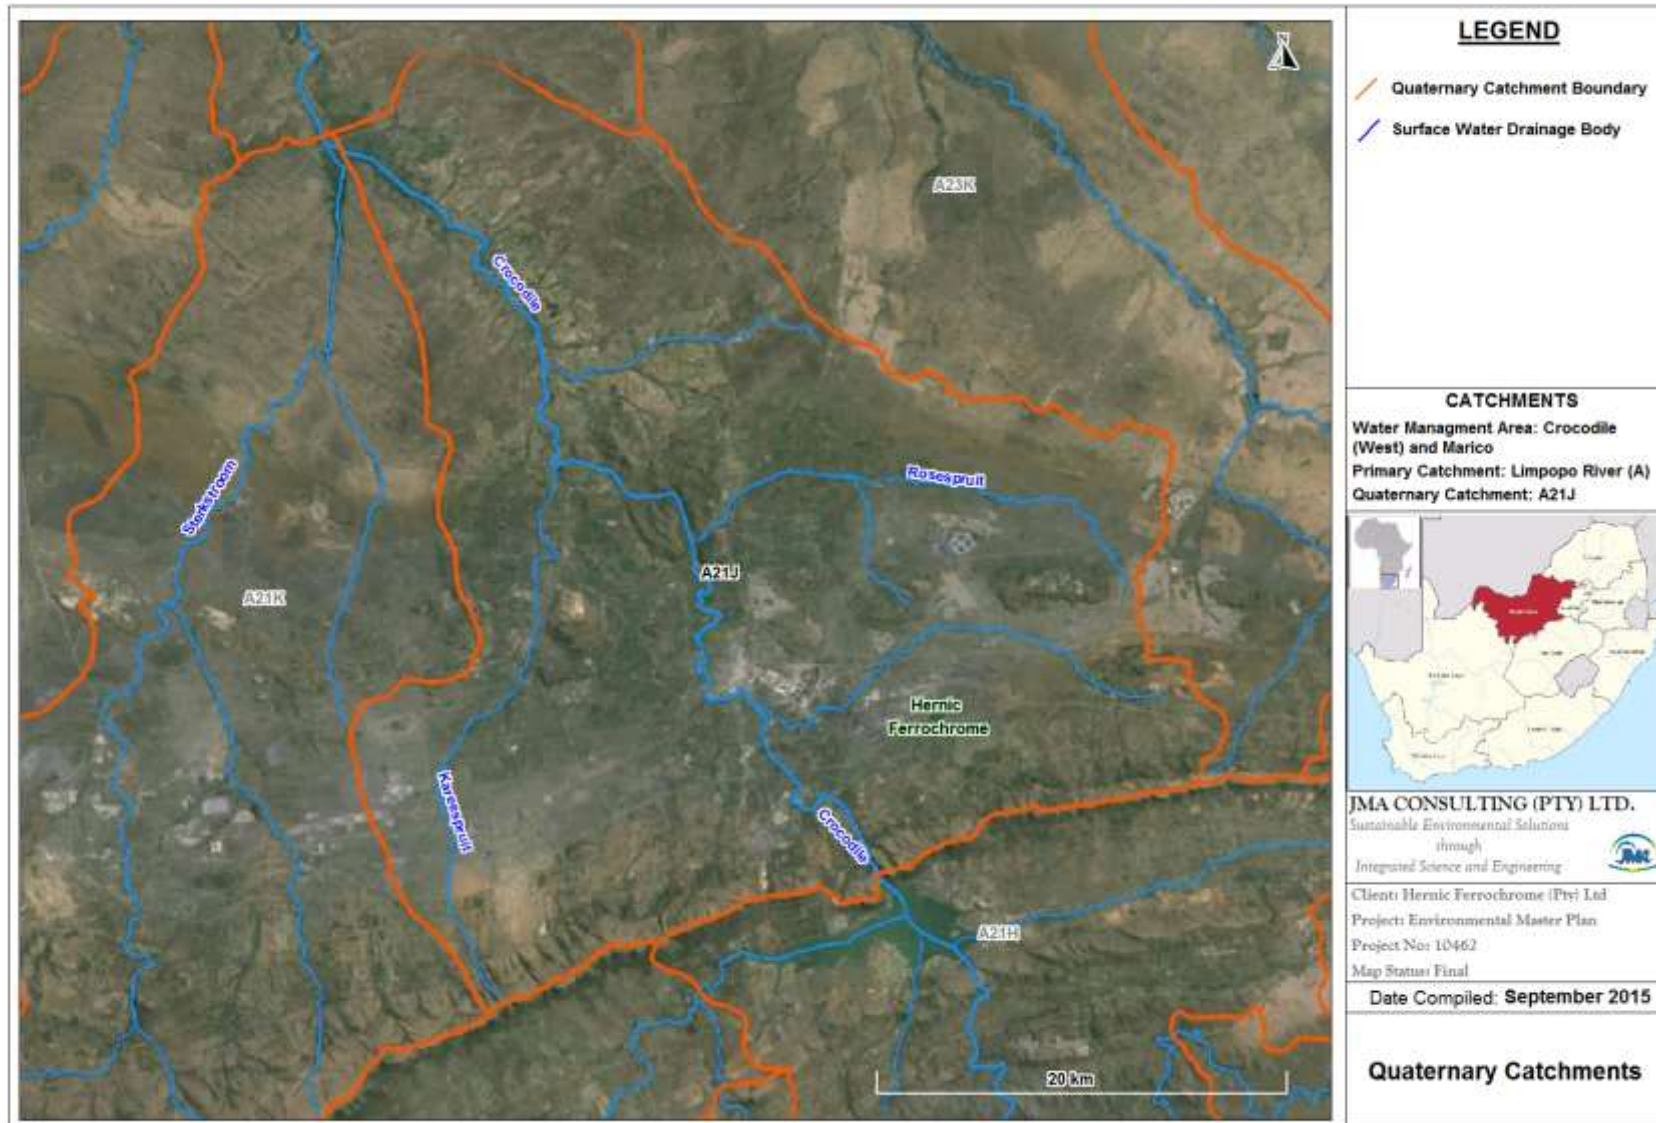 N
A23K
Crocodile
Rosespruit
Sterkstroom
A21J
A21K
Hernic
Ferrochrome
Karesspruit
Crocodile
A21H
20 km
LEGEND
Quaternary Catchment Boundary
Surface Water Drainage Body
CATCHMENTS
Water Managment Area: Crocodile
(West) and Marico
Primary Catchment: Limpopo River (A)
Quaternary Catchment: A21J
JMA CONSULTING (PTY) LTD.
Sustainable Environmental Solutions
through
Integrated Science and Engineering
JMA
Client: Hernic Ferrochrome (Pty) Ltd
Project: Environmental Master Plan
Project No: 10462
Map Status: Final
Date Compiled: September 2015
Quaternary Catchments